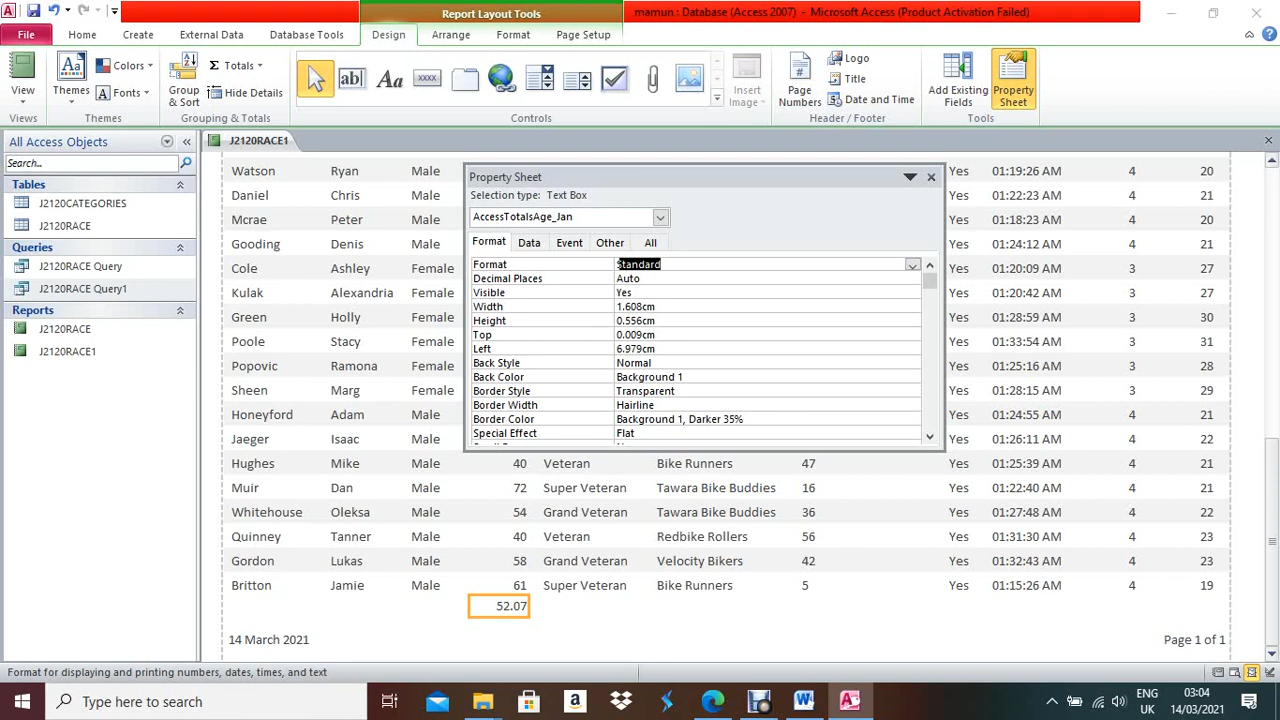 Report Layout Tools
mamun : Database (Access 2007) - Microsoft Access (Product Activation Failed)
File Home Create External Data Database Tools Design Arrange Format Page Setup
View
Themes
Colors
Fonts
Group & Sort
Σ Totals
Hide Details
ab|
Aa
xxxx
Insert Image
Page Numbers
Logo
Title
Date and Time
Add Existing Fields
Property Sheet
Views Themes Grouping & Totals Controls Header / Footer Tools
All Access Objects
Search...
Tables
J2120CATEGORIES
J2120RACE
Queries
J2120RACE Query
J2120RACE Query1
Reports
J2120RACE
J2120RACE1
J2120RACE1
Watson Ryan Male Yes 01:19:26 AM 4 20
Daniel Chris Male Yes 01:22:23 AM 4 21
Mcrae Peter Male Yes 01:18:23 AM 4 20
Gooding Denis Male Yes 01:24:12 AM 4 21
Cole Ashley Female Yes 01:20:09 AM 3 27
Kulak Alexandria Female Yes 01:20:42 AM 3 27
Green Holly Female Yes 01:28:59 AM 3 30
Poole Stacy Female Yes 01:33:54 AM 3 31
Popovic Ramona Female Yes 01:25:16 AM 3 28
Sheen Marg Female Yes 01:28:15 AM 3 29
Honeyford Adam Male Yes 01:24:55 AM 4 21
Jaeger Isaac Male Yes 01:26:11 AM 4 22
Hughes Mike Male 40 Veteran Bike Runners 47 Yes 01:25:39 AM 4 21
Muir Dan Male 72 Super Veteran Tawara Bike Buddies 16 Yes 01:22:40 AM 4 22
Whitehouse Oleksa Male 54 Grand Veteran Tawara Bike Buddies 36 Yes 01:27:48 AM 4 22
Quinney Tanner Male 40 Veteran Redbike Rollers 56 Yes 01:31:30 AM 4 23
Gordon Lukas Male 58 Grand Veteran Velocity Bikers 42 Yes 01:32:43 AM 4 23
Britton Jamie Male 61 Super Veteran Bike Runners 5 Yes 01:15:26 AM 4 19
52.07
14 March 2021 Page 1 of 1
Property Sheet
Selection type: Text Box
AccessTotalsAge_Jan
Format Data Event Other All
Format Standard
Decimal Places Auto
Visible Yes
Width 1.608cm
Height 0.556cm
Top 0.009cm
Left 6.979cm
Back Style Normal
Back Color Background 1
Border Style Transparent
Border Width Hairline
Border Color Background 1, Darker 35%
Special Effect Flat
Format for displaying and printing numbers, dates, times, and text
Type here to search
ENG
UK
03:04
14/03/2021